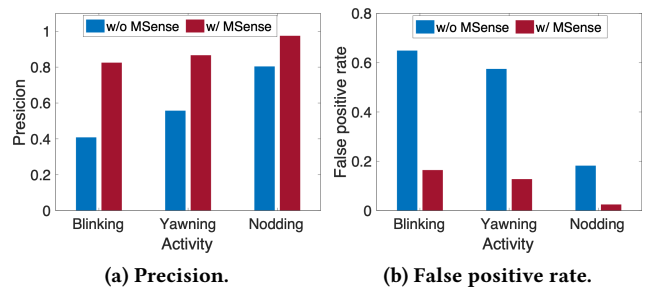 w/o MSense w/ MSense
1
0.8
0.6
0.4
0.2
0
Presicion
Blinking Yawning Nodding
Activity
(a) Precision.
w/o MSense w/ MSense
0.8
0.6
0.4
0.2
0
False positive rate
Blinking Yawning Nodding
Activity
(b) False positive rate.